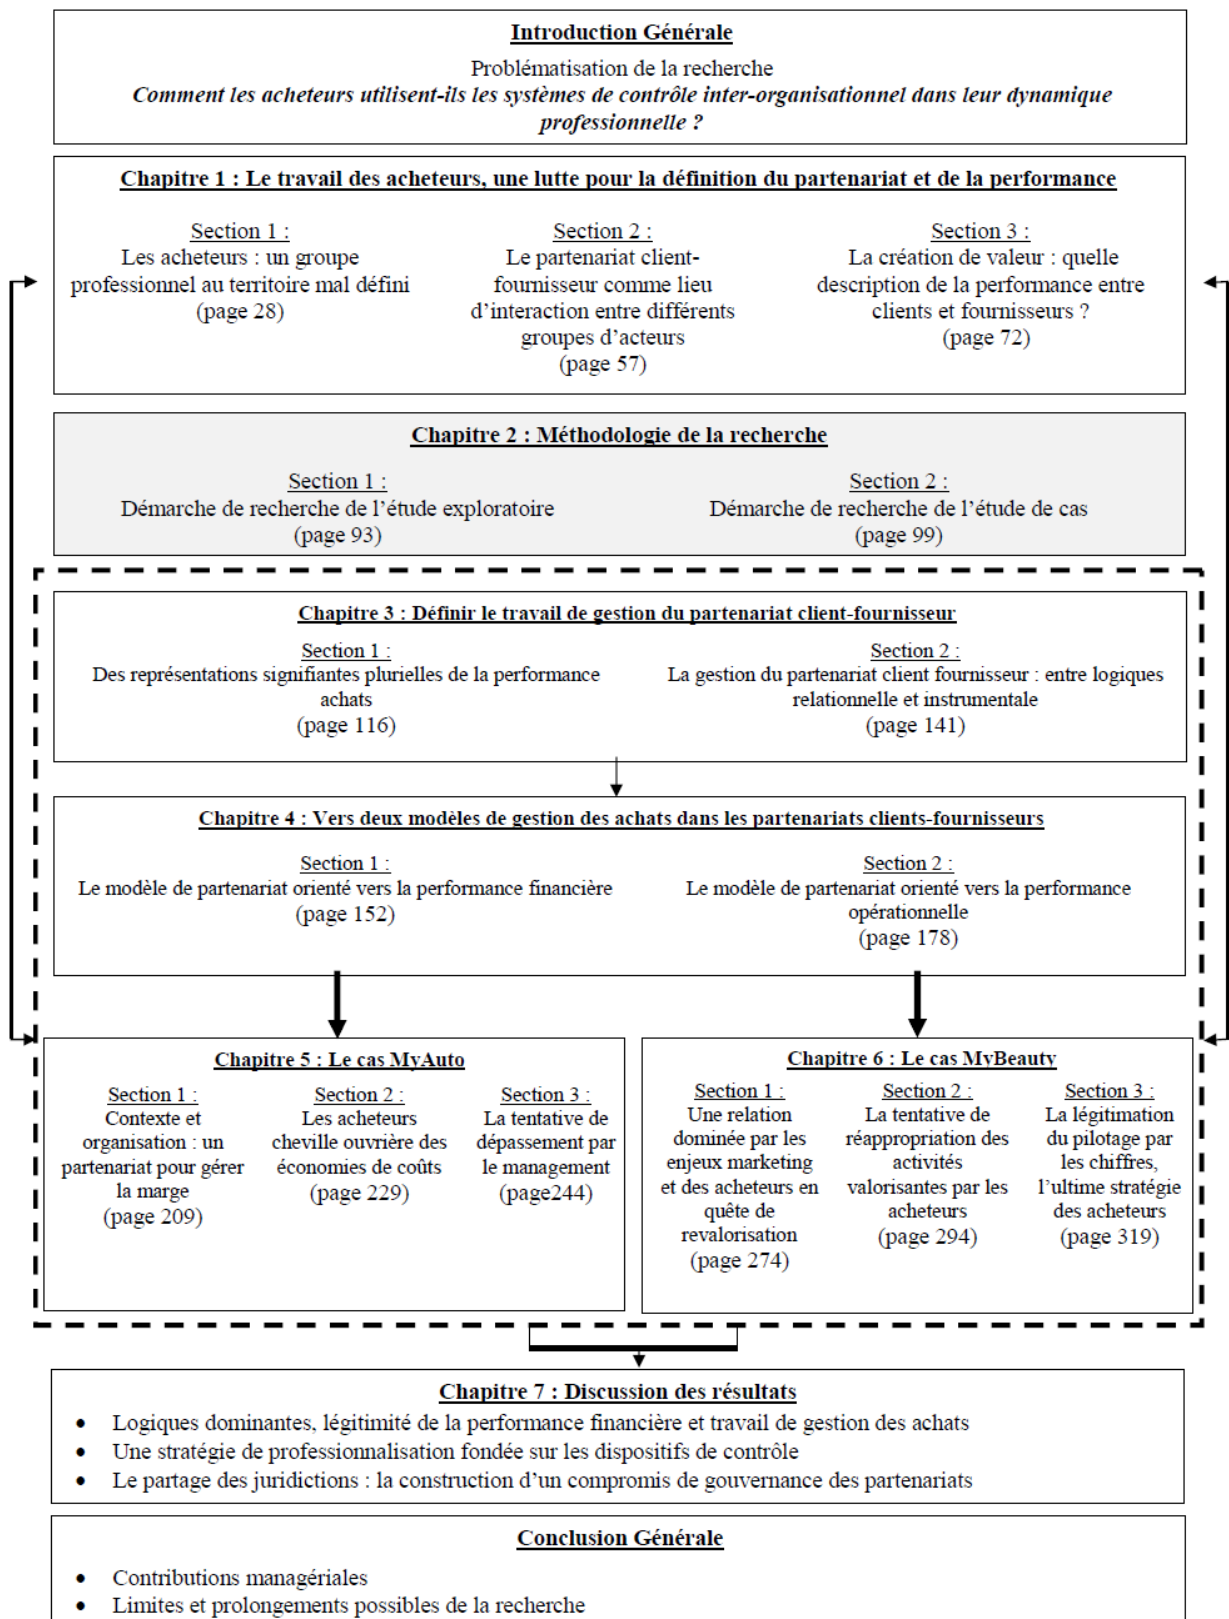 Introduction Générale
Problématisation de la recherche
Comment les acheteurs utilisent-ils les systèmes de contrôle inter-organisationnel dans leur dynamique
professionnelle ?
Chapitre 1 : Le travail des acheteurs, une lutte pour la définition du partenariat et de la performance
Section 1 :
Les acheteurs : un groupe
professionnel au territoire mal défini
(page 28)
Section 2 :
Le partenariat client-
fournisseur comme lieu
d’interaction entre différents
groupes d’acteurs
(page 57)
Section 3 :
La création de valeur : quelle
description de la performance entre
clients et fournisseurs ?
(page 72)
Chapitre 2 : Méthodologie de la recherche
Section 1 :
Démarche de recherche de l’étude exploratoire
(page 93)
Section 2 :
Démarche de recherche de l’étude de cas
(page 99)
Chapitre 3 : Définir le travail de gestion du partenariat client-fournisseur
Section 1 :
Des représentations signifiantes plurielles de la performance
achats
(page 116)
Section 2 :
La gestion du partenariat client fournisseur : entre logiques
relationnelle et instrumentale
(page 141)
Chapitre 4 : Vers deux modèles de gestion des achats dans les partenariats clients-fournisseurs
Section 1 :
Le modèle de partenariat orienté vers la performance financière
(page 152)
Section 2 :
Le modèle de partenariat orienté vers la performance
opérationnelle
(page 178)
Chapitre 5 : Le cas MyAuto
Section 1 :
Contexte et
organisation : un
partenariat pour gérer
la marge
(page 209)
Section 2 :
Les acheteurs
cheville ouvrière des
économies de coûts
(page 229)
Section 3 :
La tentative de
dépassement par
le management
(page244)
Chapitre 6 : Le cas MyBeauty
Section 1 :
Une relation
dominée par les
enjeux marketing
et des acheteurs en
quête de
revalorisation
(page 274)
Section 2 :
La tentative de
réappropriation des
activités
valorisantes par les
acheteurs
(page 294)
Section 3 :
La légitimation
du pilotage par
les chiffres,
l’ultime stratégie
des acheteurs
(page 319)
Chapitre 7 : Discussion des résultats
• Logiques dominantes, légitimité de la performance financière et travail de gestion des achats
• Une stratégie de professionnalisation fondée sur les dispositifs de contrôle
• Le partage des juridictions : la construction d’un compromis de gouvernance des partenariats
Conclusion Générale
• Contributions managériales
• Limites et prolongements possibles de la recherche